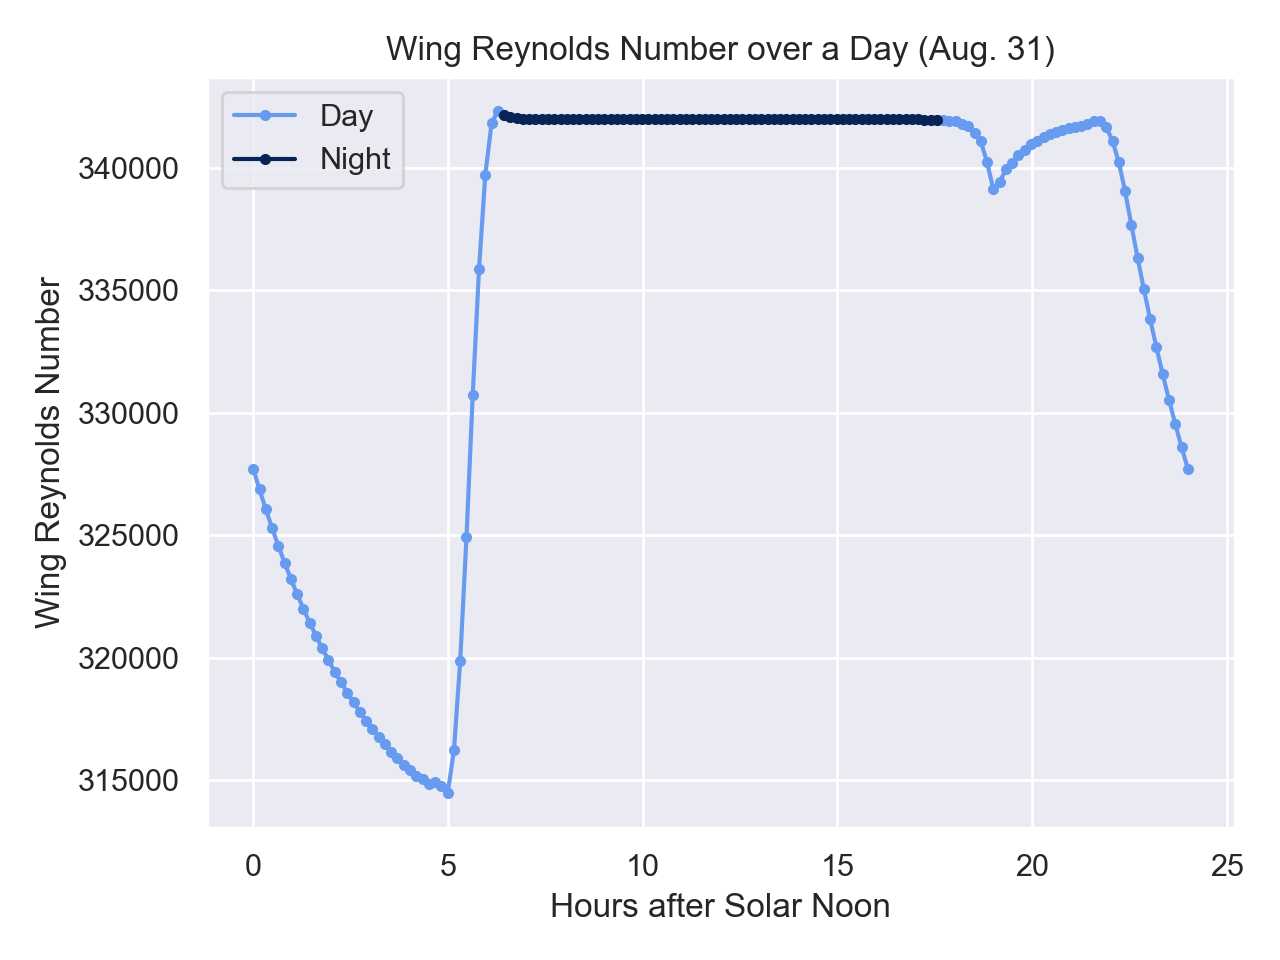 Wing Reynolds Number over a Day (Aug. 31)
Day
Night
340000
335000
330000
325000
320000
315000
Wing Reynolds Number
0 5 10 15 20 25
Hours after Solar Noon